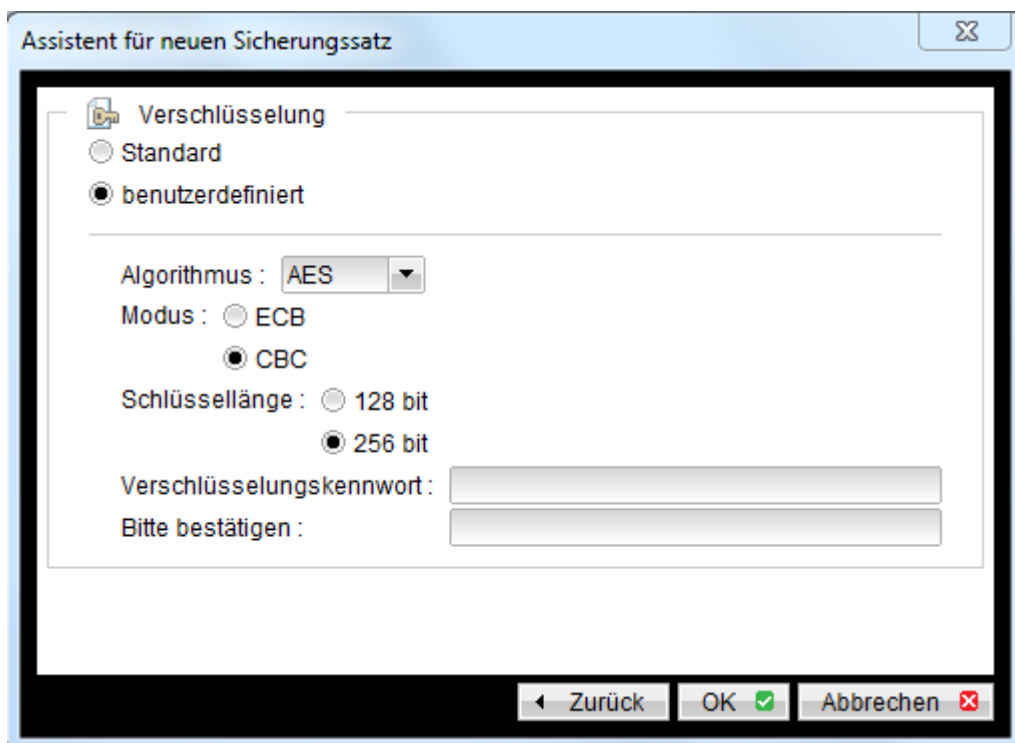 Assistent für neuen Sicherungssatz
Verschlüsselung
Standard
benutzerdefiniert
Algorithmus : AES
Modus : ECB
CBC
Schlüssellänge : 128 bit
256 bit
Verschlüsselungskennwort :
Bitte bestätigen :
Zurück OK Abbrechen